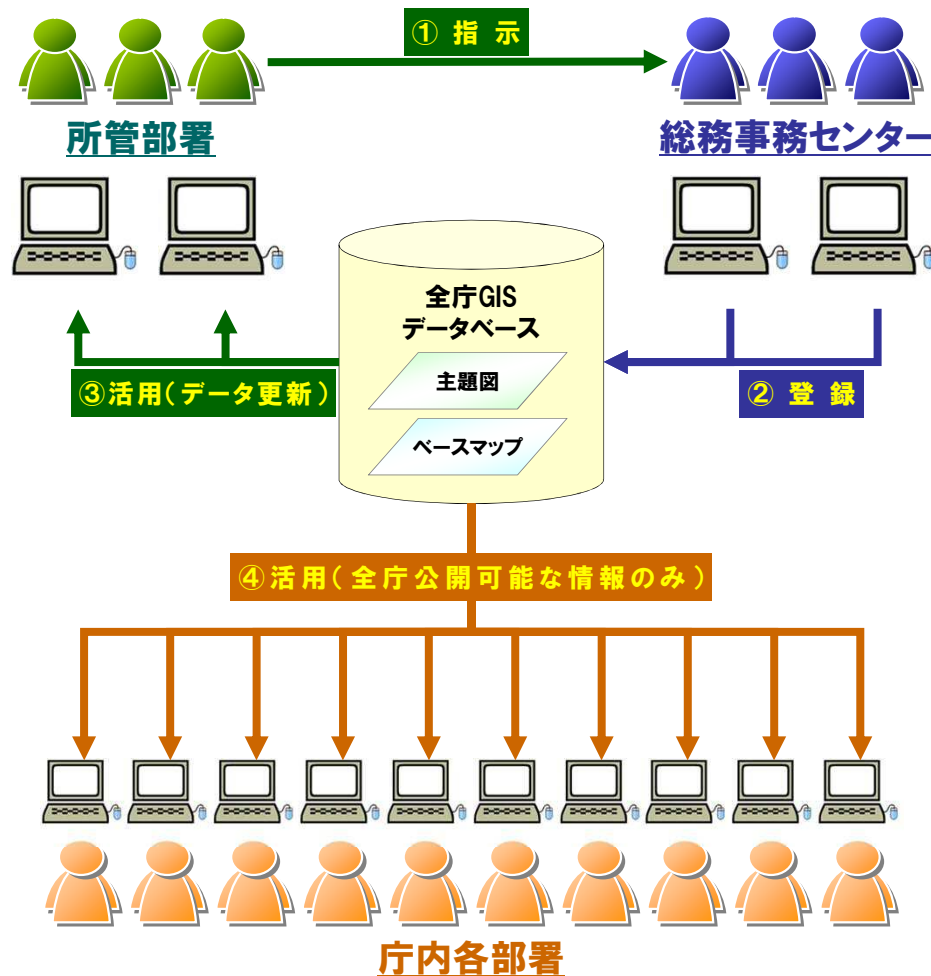 ① 指示
所管部署
総務事務センター
全庁GIS
データベース
主題図
ベースマップ
③活用(データ更新)
② 登録
④活用(全庁公開可能な情報のみ)
庁内各部署